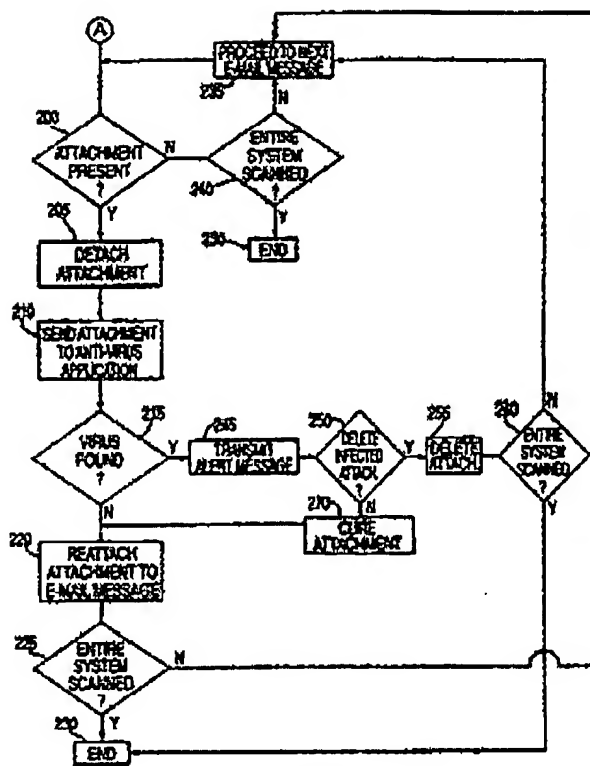 A
PROCEED TO NEXT
E-MAIL MESSAGE
235
N
200
ATTACHMENT
PRESENT
?
N
Y
ENTIRE
SYSTEM
SCANNED
?
240
Y
230
END
205
DETACH
ATTACHMENT
210
SEND ATTACHMENT
TO ANTI-VIRUS
APPLICATION
215
VIRUS
FOUND
?
Y
N
245
TRANSMIT
ALERT MESSAGE
250
DELETE
INFECTED
ATTACH.
?
Y
N
255
DELETE
ATTACH
N
ENTIRE
SYSTEM
SCANNED
?
Y
270
CURE
ATTACHMENT
220
REATTACH
ATTACHMENT TO
E-MAIL MESSAGE
225
ENTIRE
SYSTEM
SCANNED
?
N
Y
230
END